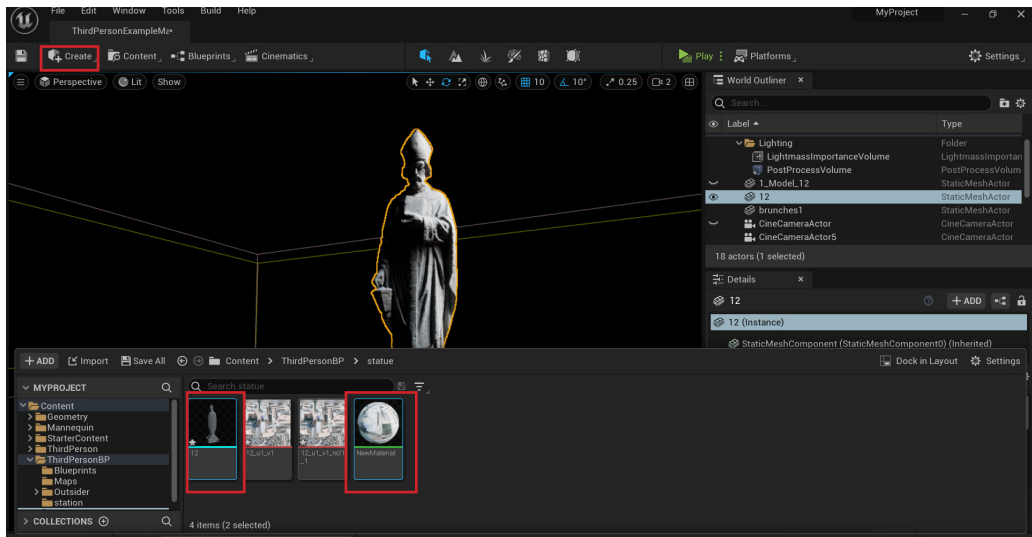 File Edit Window Tools Build Help
MyProject
ThirdPersonExampleMa•
Create Content Blueprints Cinematics
Play Platforms Settings
Perspective Lit Show
10 10° 0.25 2
World Outliner
Search...
Label Type
Lighting Folder
LightmassImportanceVolume LightmassImportan
PostProcessVolume PostProcessVolum
1_Model_12 StaticMeshActor
12 StaticMeshActor
brunches1 StaticMeshActor
CineCameraActor CineCameraActor
CineCameraActor5 CineCameraActor
18 actors (1 selected)
Details
12 + ADD
12 (Instance)
StaticMeshComponent (StaticMeshComponent0) (Inherited)
+ ADD Import Save All Content > ThirdPersonBP > statue
Dock in Layout Settings
MYPROJECT
Search statue
Content
Geometry
Mannequin
StarterContent
ThirdPerson
ThirdPersonBP
Blueprints
Maps
Outsider
station
12
12_u1_v1
12_u1_v1_ncl1
_1
NewMaterial
COLLECTIONS
4 items (2 selected)